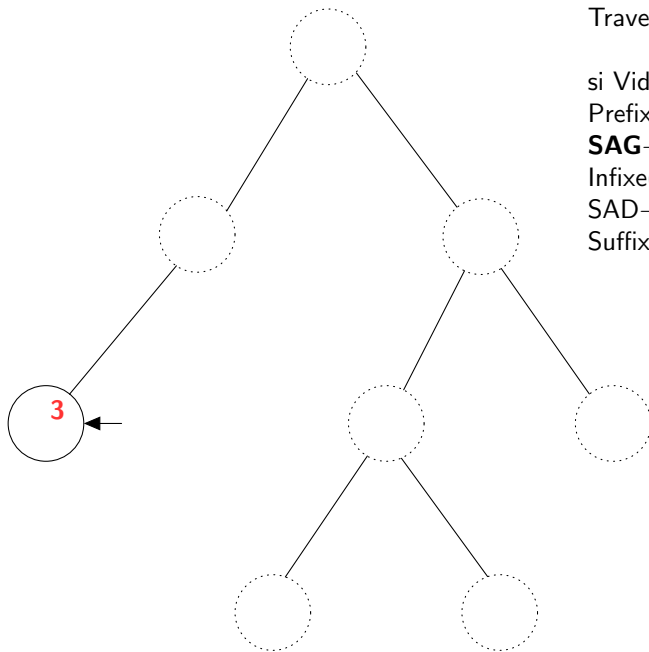 Trave
si Vid
Prefix
SAG-
Infixe
SAD-
Suffix
3